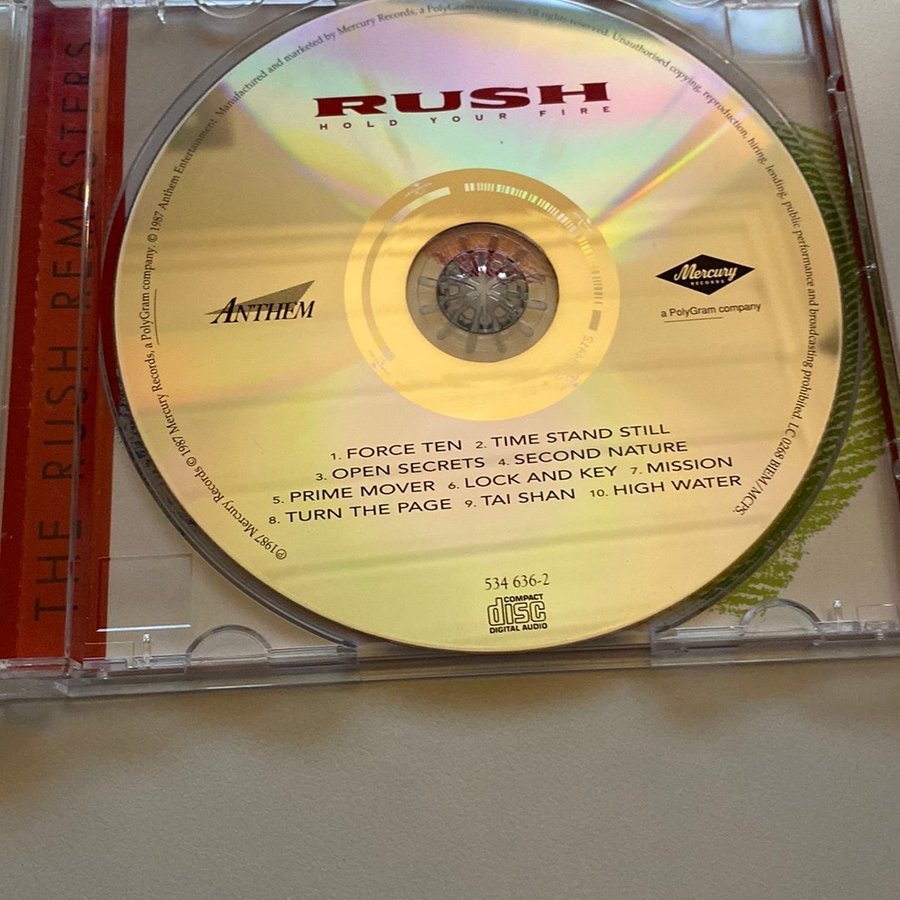 THE RUSH REMASTERS
℗1987 Mercury Records © 1987 Mercury Records, a PolyGram company. © 1987 Anthem Entertainment. Manufactured and marketed by Mercury Records, a PolyGram company. All rights reserved. Unauthorised copying, reproduction, hiring, lending, public performance and broadcasting prohibited. LC 0268 BIEM/MCPS.
RUSH
HOLD YOUR FIRE
ANTHEM
Mercury
RECORDS
a PolyGram company
1. FORCE TEN 2. TIME STAND STILL
3. OPEN SECRETS 4. SECOND NATURE
5. PRIME MOVER 6. LOCK AND KEY 7. MISSION
8. TURN THE PAGE 9. TAI SHAN 10. HIGH WATER
534 636-2
COMPACT
disc
DIGITAL AUDIO